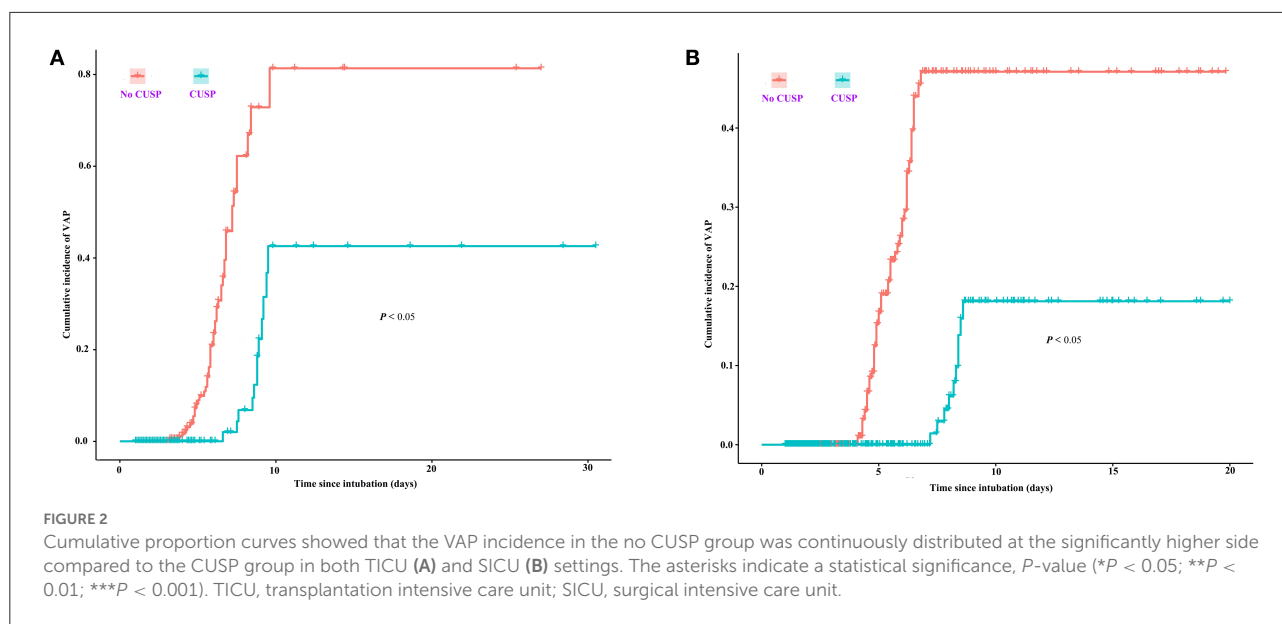 A
No CUSP CUSP
0.8
0.6
0.4
0.2
0.0
Cumulative incidence of VAP
P < 0.05
0 10 20 30
Time since intubation (days)
B
No CUSP CUSP
0.4
0.3
0.2
0.1
0.0
Cumulative incidence of VAP
P < 0.05
0 5 10 15 20
Time since intubation (days)
FIGURE 2
Cumulative proportion curves showed that the VAP incidence in the no CUSP group was continuously distributed at the significantly higher side
compared to the CUSP group in both TICU (A) and SICU (B) settings. The asterisks indicate a statistical significance, P-value (*P < 0.05; **P <
0.01; ***P < 0.001). TICU, transplantation intensive care unit; SICU, surgical intensive care unit.